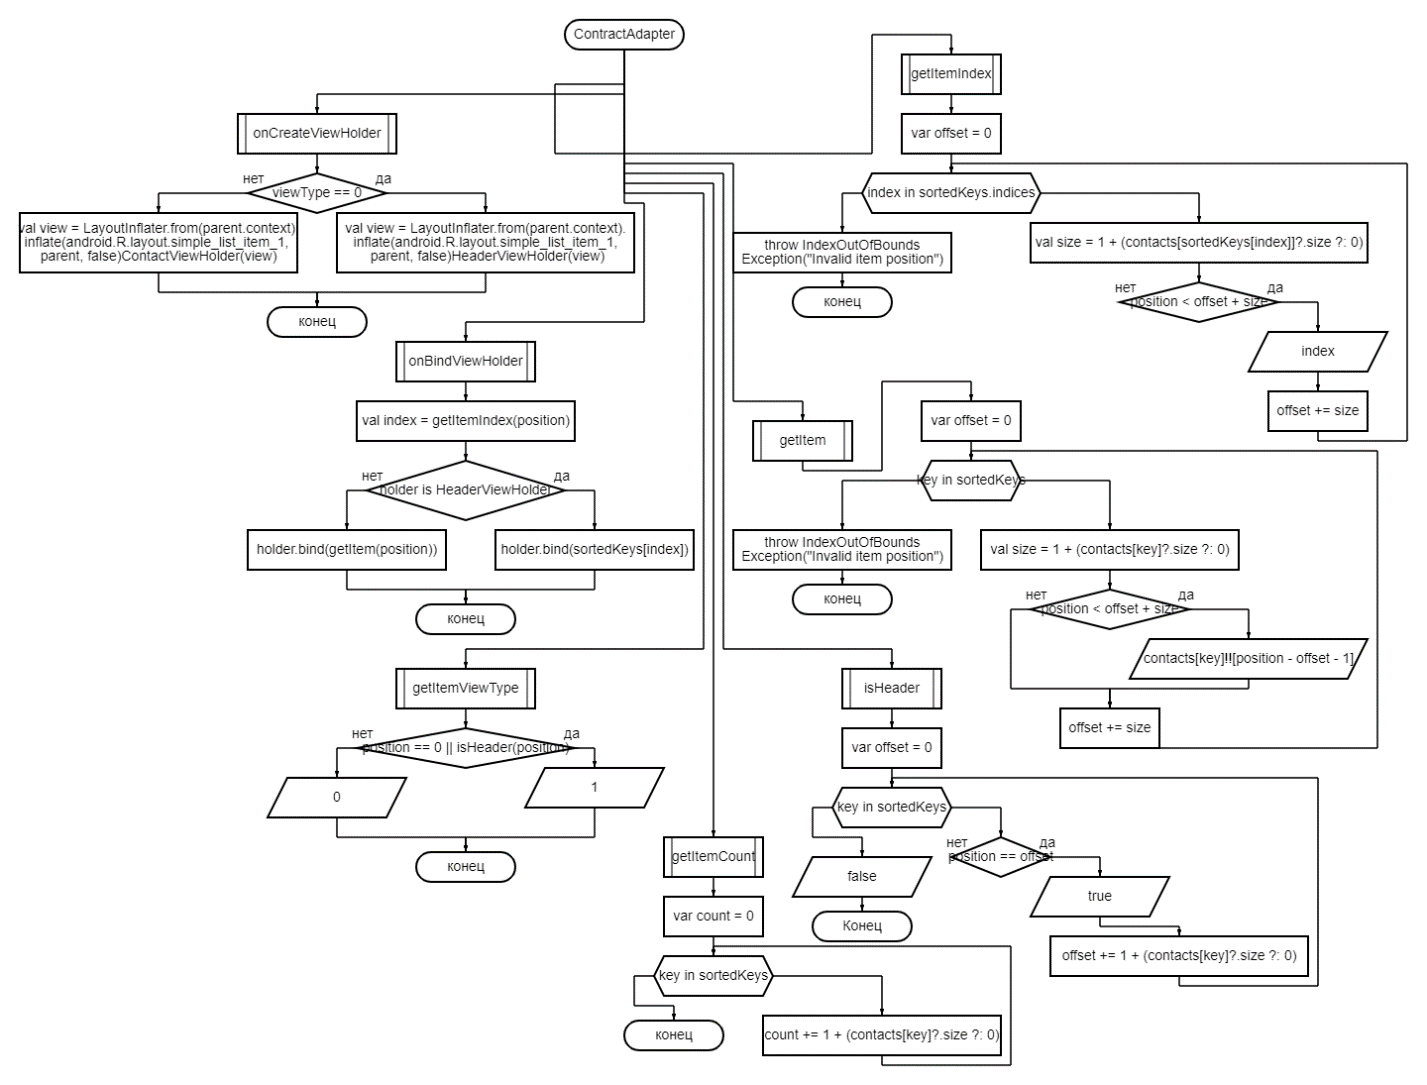 ContractAdapter
onCreateViewHolder
нет
да
viewType == 0
val view = LayoutInflater.from(parent.context)
inflate(android.R.layout.simple_list_item_1,
parent, false)ContactViewHolder(view)
val view = LayoutInflater.from(parent.context).
inflate(android.R.layout.simple_list_item_1,
parent, false)HeaderViewHolder(view)
конец
onBindViewHolder
val index = getItemIndex(position)
нет
да
holder is HeaderViewHolder
holder.bind(getItem(position))
holder.bind(sortedKeys[index])
конец
getItemViewType
нет
да
position == 0 || isHeader(position)
0
1
конец
getItemCount
var count = 0
key in sortedKeys
конец
count += 1 + (contacts[key]?.size ?: 0)
getItemIndex
var offset = 0
index in sortedKeys.indices
throw IndexOutOfBounds
Exception("Invalid item position")
конец
val size = 1 + (contacts[sortedKeys[index]]?.size ?: 0)
нет
да
position < offset + size
index
offset += size
getItem
var offset = 0
key in sortedKeys
throw IndexOutOfBounds
Exception("Invalid item position")
конец
val size = 1 + (contacts[key]?.size ?: 0)
нет
да
position < offset + size
contacts[key]!![position - offset - 1]
offset += size
isHeader
var offset = 0
key in sortedKeys
false
Конец
нет
да
position == offset
true
offset += 1 + (contacts[key]?.size ?: 0)